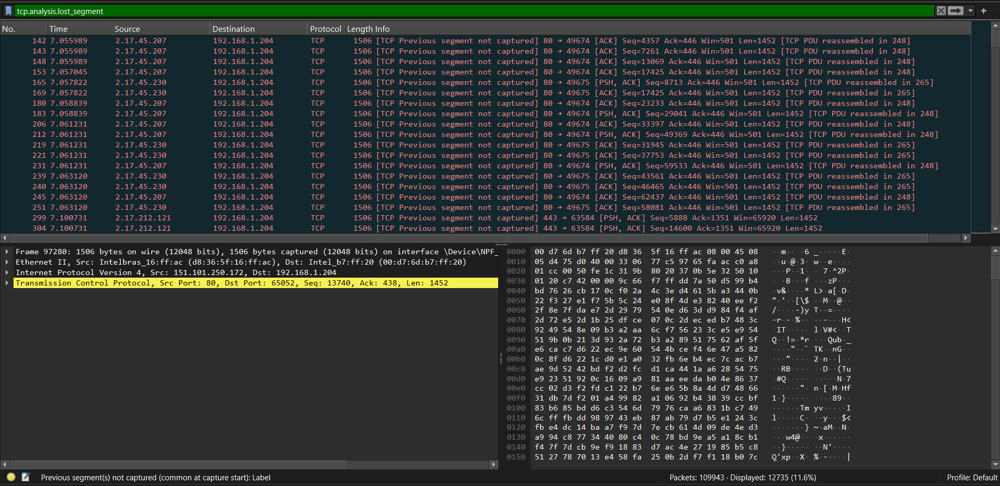 tcp.analysis.lost_segment
No. Time Source Destination Protocol Length Info
142 7.055989 2.17.45.207 192.168.1.204 TCP 1506 [TCP Previous segment not captured] 80 → 49674 [ACK] Seq=4357 Ack=446 Win=501 Len=1452 [TCP PDU reassembled in 248]
143 7.055989 2.17.45.207 192.168.1.204 TCP 1506 [TCP Previous segment not captured] 80 → 49674 [ACK] Seq=7261 Ack=446 Win=501 Len=1452 [TCP PDU reassembled in 248]
148 7.055989 2.17.45.207 192.168.1.204 TCP 1506 [TCP Previous segment not captured] 80 → 49674 [ACK] Seq=13069 Ack=446 Win=501 Len=1452 [TCP PDU reassembled in 248]
153 7.057045 2.17.45.207 192.168.1.204 TCP 1506 [TCP Previous segment not captured] 80 → 49674 [ACK] Seq=17425 Ack=446 Win=501 Len=1452 [TCP PDU reassembled in 248]
165 7.057822 2.17.45.230 192.168.1.204 TCP 1506 [TCP Previous segment not captured] 80 → 49675 [PSH, ACK] Seq=8713 Ack=446 Win=501 Len=1452 [TCP PDU reassembled in 265]
169 7.057822 2.17.45.230 192.168.1.204 TCP 1506 [TCP Previous segment not captured] 80 → 49675 [ACK] Seq=17425 Ack=446 Win=501 Len=1452 [TCP PDU reassembled in 265]
180 7.058839 2.17.45.207 192.168.1.204 TCP 1506 [TCP Previous segment not captured] 80 → 49674 [ACK] Seq=23233 Ack=446 Win=501 Len=1452 [TCP PDU reassembled in 248]
183 7.058839 2.17.45.207 192.168.1.204 TCP 1506 [TCP Previous segment not captured] 80 → 49674 [PSH, ACK] Seq=29041 Ack=446 Win=501 Len=1452 [TCP PDU reassembled in 248]
206 7.061231 2.17.45.207 192.168.1.204 TCP 1506 [TCP Previous segment not captured] 80 → 49674 [ACK] Seq=33397 Ack=446 Win=501 Len=1452 [TCP PDU reassembled in 248]
212 7.061231 2.17.45.207 192.168.1.204 TCP 1506 [TCP Previous segment not captured] 80 → 49674 [PSH, ACK] Seq=49369 Ack=446 Win=501 Len=1452 [TCP PDU reassembled in 248]
219 7.061231 2.17.45.230 192.168.1.204 TCP 1506 [TCP Previous segment not captured] 80 → 49675 [ACK] Seq=31945 Ack=446 Win=501 Len=1452 [TCP PDU reassembled in 265]
221 7.061231 2.17.45.230 192.168.1.204 TCP 1506 [TCP Previous segment not captured] 80 → 49675 [ACK] Seq=37753 Ack=446 Win=501 Len=1452 [TCP PDU reassembled in 265]
231 7.061231 2.17.45.207 192.168.1.204 TCP 1506 [TCP Previous segment not captured] 80 → 49674 [PSH, ACK] Seq=59533 Ack=446 Win=501 Len=1452 [TCP PDU reassembled in 248]
239 7.063120 2.17.45.230 192.168.1.204 TCP 1506 [TCP Previous segment not captured] 80 → 49675 [ACK] Seq=43561 Ack=446 Win=501 Len=1452 [TCP PDU reassembled in 265]
240 7.063120 2.17.45.230 192.168.1.204 TCP 1506 [TCP Previous segment not captured] 80 → 49675 [ACK] Seq=46465 Ack=446 Win=501 Len=1452 [TCP PDU reassembled in 265]
245 7.063120 2.17.45.207 192.168.1.204 TCP 1506 [TCP Previous segment not captured] 80 → 49674 [ACK] Seq=62437 Ack=446 Win=501 Len=1452 [TCP PDU reassembled in 248]
251 7.063120 2.17.45.230 192.168.1.204 TCP 1506 [TCP Previous segment not captured] 80 → 49675 [ACK] Seq=58081 Ack=446 Win=501 Len=1452 [TCP PDU reassembled in 265]
299 7.100731 2.17.212.121 192.168.1.204 TCP 1506 [TCP Previous segment not captured] 443 → 63584 [PSH, ACK] Seq=5888 Ack=1351 Win=65920 Len=1452
304 7.100731 2.17.212.121 192.168.1.204 TCP 1506 [TCP Previous segment not captured] 443 → 63584 [PSH, ACK] Seq=14600 Ack=1351 Win=65920 Len=1452
Frame 97280: 1506 bytes on wire (12048 bits), 1506 bytes captured (12048 bits) on interface \Device\NPF_
Ethernet II, Src: Intelbras_16:ff:ac (d8:36:5f:16:ff:ac), Dst: Intel_b7:ff:20 (00:d7:6d:b7:ff:20)
Internet Protocol Version 4, Src: 151.101.250.172, Dst: 192.168.1.204
Transmission Control Protocol, Src Port: 80, Dst Port: 65052, Seq: 13740, Ack: 438, Len: 1452
0000 00 d7 6d b7 ff 20 d8 36 5f 16 ff ac 08 00 45 08 ··m·· ·6 _·····E·
0010 05 d4 75 d0 40 00 33 06 77 c5 97 65 fa ac c0 a8 ··u·@·3· w··e····
0020 01 cc 00 50 fe 1c 31 9b 80 20 37 0b 5e 32 50 10 ···P··1· · 7·^2P·
0030 01 20 c7 42 00 00 9c 66 f7 ff dd 7a 50 d5 99 b4 · ·B···f ···zP···
0040 bd 76 26 cb 17 0c f0 2a 4c 3e d4 61 5b a3 44 0b ·v&····* L>·a[·D·
0050 22 f3 27 e1 f7 5b 5c 24 e0 8f 4d e3 82 40 ee f2 "·'··[\$ ··M··@··
0060 2f 8e 7f da e7 2d 29 79 54 0e d6 3d d9 84 f4 af /····-)y T··=····
0070 2d 72 e5 2d 1b 25 df ce 07 0c 2d ec ed b7 48 3c -r·-·%·· ··-···H<
0080 92 49 54 8e 09 b3 a2 aa 6c f7 56 23 3c e5 e9 54 ·IT····· l·V#<··T
0090 51 9b 0b 21 3d 93 2a 72 b3 a2 89 51 75 62 af 5f Q··!=·*r ···Qub·_
00a0 e6 ca c7 d6 22 ec 9e 60 54 4b ce f4 6e 47 a5 82 ····"··` TK··nG··
00b0 0c 8f d6 22 1c d0 e1 a0 32 fb 6e b4 ec 7c ac b7 ···"···· 2·n··|··
00c0 ae 9d 52 42 bd f2 d2 fc d1 ca 44 1a a6 28 54 75 ··RB···· ··D··(Tu
00d0 e9 23 51 92 0c 16 09 a9 81 aa ee da b0 4e 86 37 ·#Q····· ·····N·7
00e0 cc 02 d3 f2 fd c1 22 b7 6e e6 5b 8a 4d d7 48 66 ······"· n·[·M·Hf
00f0 31 db 7d f2 01 a4 99 82 a1 06 92 b4 38 39 cc bf 1·}····· ····89··
0100 83 b6 85 bd d6 c3 54 6d 79 76 ca a6 83 1b c7 49 ······Tm yv·····I
0110 6c ff fb dd 98 97 43 eb 87 ab 79 d7 b5 e1 24 3c l·····C· ··y···$<
0120 fb e4 dc 14 ba a7 f9 7d 7e cb 61 4d 09 de 4e d3 ·······} ~·aM··N·
0130 a9 94 c8 77 34 40 80 c4 0c 78 bd 9e a5 a1 8c b1 ···w4@·· ·x······
0140 f4 7f 7d cb 9e f9 18 83 d7 ac 4e 27 19 85 b5 c8 ··}····· ··N'····
0150 51 27 78 70 13 e4 58 fa 25 0b 2d f7 f1 18 b0 7c Q'xp··X· %·-····|
Previous segment(s) not captured (common at capture start): Label
Packets: 109943 · Displayed: 12735 (11.6%)
Profile: Default